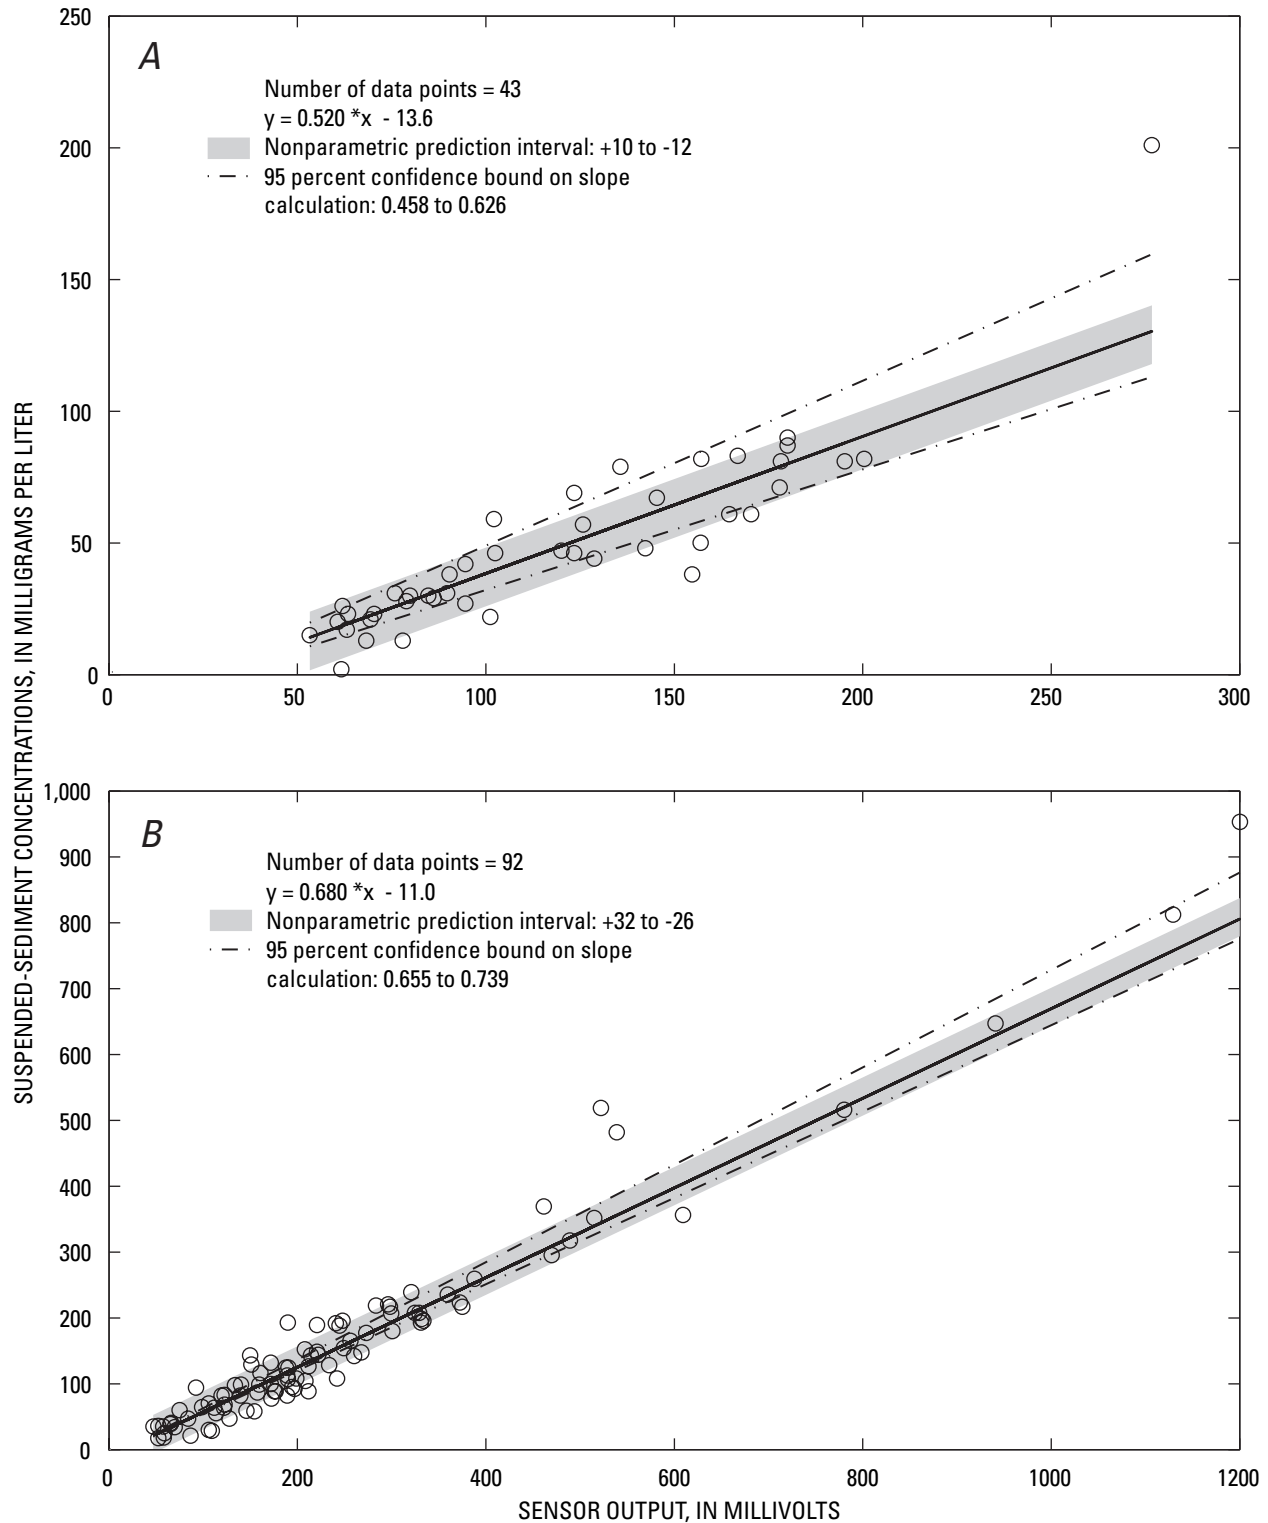 SUSPENDED-SEDIMENT CONCENTRATIONS, IN MILLIGRAMS PER LITER
A
Number of data points = 43
y = 0.520 *x - 13.6
Nonparametric prediction interval: +10 to -12
95 percent confidence bound on slope
calculation: 0.458 to 0.626
250
200
150
100
50
0
0 50 100 150 200 250 300
B
Number of data points = 92
y = 0.680 *x - 11.0
Nonparametric prediction interval: +32 to -26
95 percent confidence bound on slope
calculation: 0.655 to 0.739
1,000
900
800
700
600
500
400
300
200
100
0
0 200 400 600 800 1000 1200
SENSOR OUTPUT, IN MILLIVOLTS